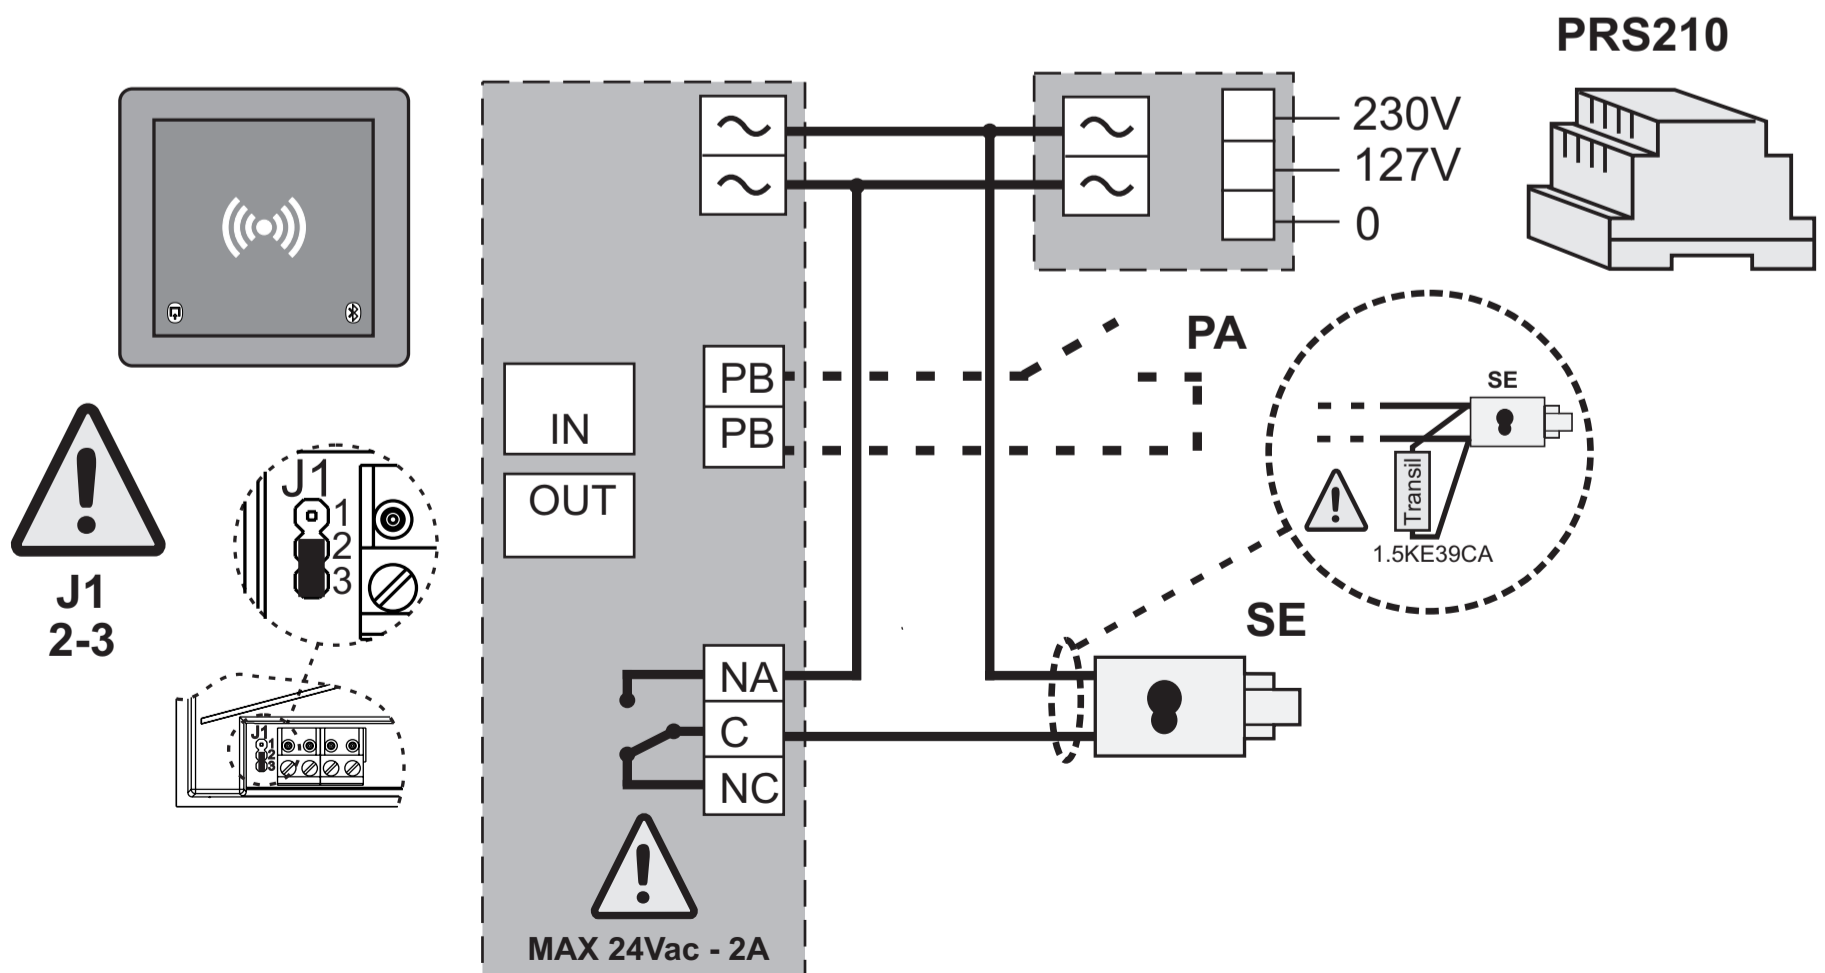 PRS210
230V
127V
0
PA
PB
PB
IN
OUT
SE
Transil
1.5KE39CA
J1
1
2
3
J1
2-3
SE
J1
1
2
3
NA
C
NC
MAX 24Vac - 2A